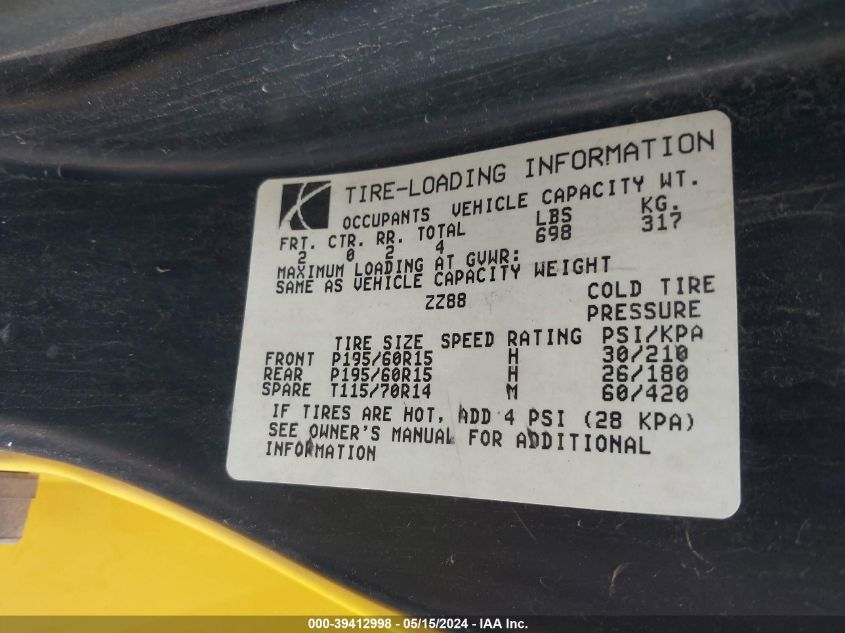 TIRE-LOADING INFORMATION
OCCUPANTS VEHICLE CAPACITY WT.
FRT. CTR. RR. TOTAL LBS KG.
2 0 2 4 698 317
MAXIMUM LOADING AT GVWR:
SAME AS VEHICLE CAPACITY WEIGHT
ZZ88 COLD TIRE
PRESSURE
TIRE SIZE SPEED RATING PSI/KPA
FRONT P195/60R15 H 30/210
REAR P195/60R15 H 26/180
SPARE T115/70R14 M 60/420
IF TIRES ARE HOT, ADD 4 PSI (28 KPA)
SEE OWNER'S MANUAL FOR ADDITIONAL
INFORMATION
000-39412998 - 05/15/2024 - IAA Inc.